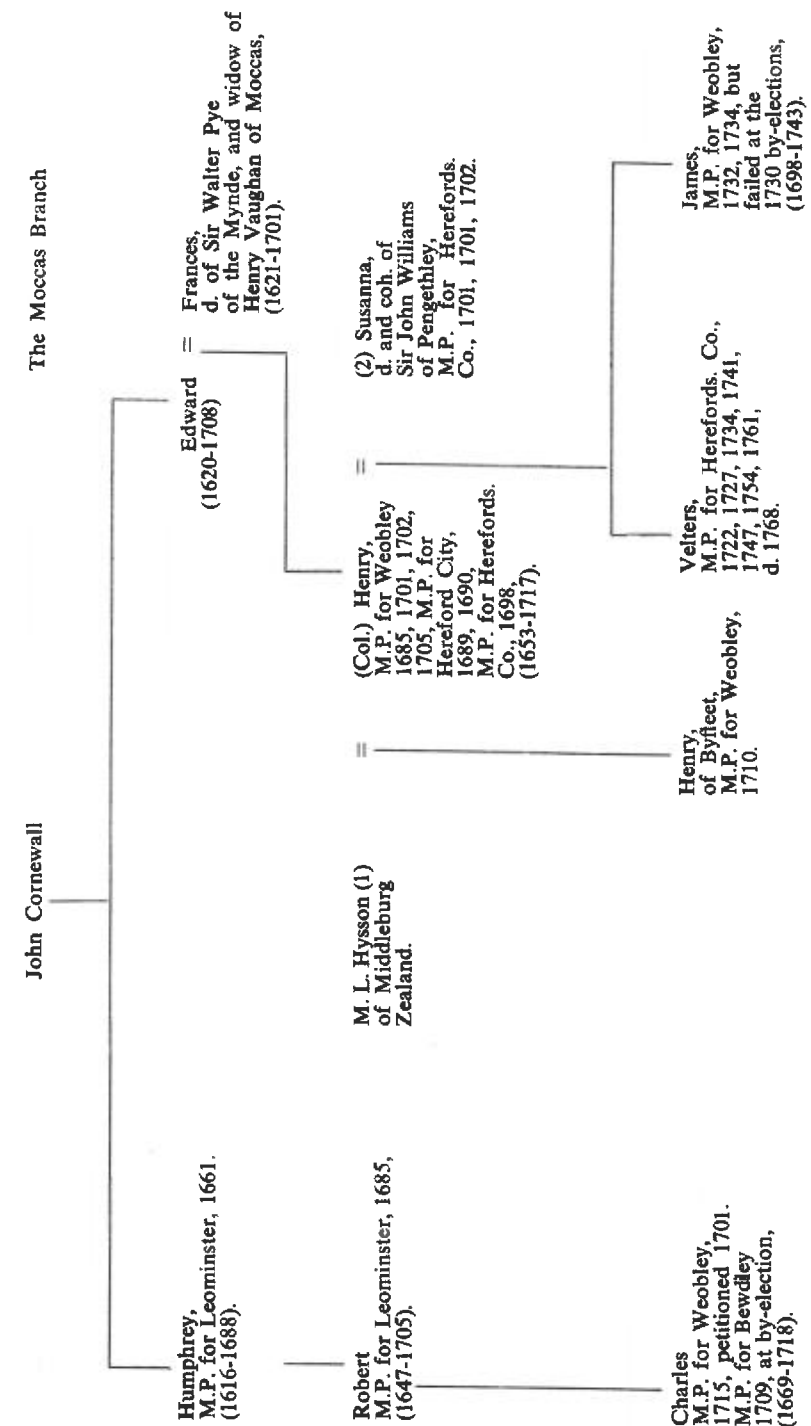 The Moccas Branch
John Cornewall
Humphrey,
M.P. for Leominster, 1661.
(1616-1688).
Edward
(1620-1708)
=
Frances,
d. of Sir Walter Pye
of the Mynde, and widow of
Henry Vaughan of Moccas,
(1621-1701).
Robert
M.P. for Leominster, 1685,
(1647-1705).
M. L. Hysson (1)
of Middleburg
Zealand.
=
(Col.) Henry,
M.P. for Weobley
1685, 1701, 1702,
1705, M.P. for
Hereford City,
1689, 1690,
M.P. for Herefords.
Co., 1698,
(1653-1717).
=
(2) Susanna,
d. and coh. of
Sir John Williams
of Pengethley,
M.P. for Herefords.
Co., 1701, 1701, 1702.
Charles
M.P. for Weobley,
1715, petitioned 1701.
M.P. for Bewdley
1709, at by-election,
(1669-1718).
Henry,
of Byfleet,
M.P. for Weobley,
1710.
Velters,
M.P. for Herefords. Co.,
1722, 1727, 1734, 1741,
1747, 1754, 1761,
d. 1768.
James,
M.P. for Weobley,
1732, 1734, but
failed at the
1730 by-elections,
(1698-1743).